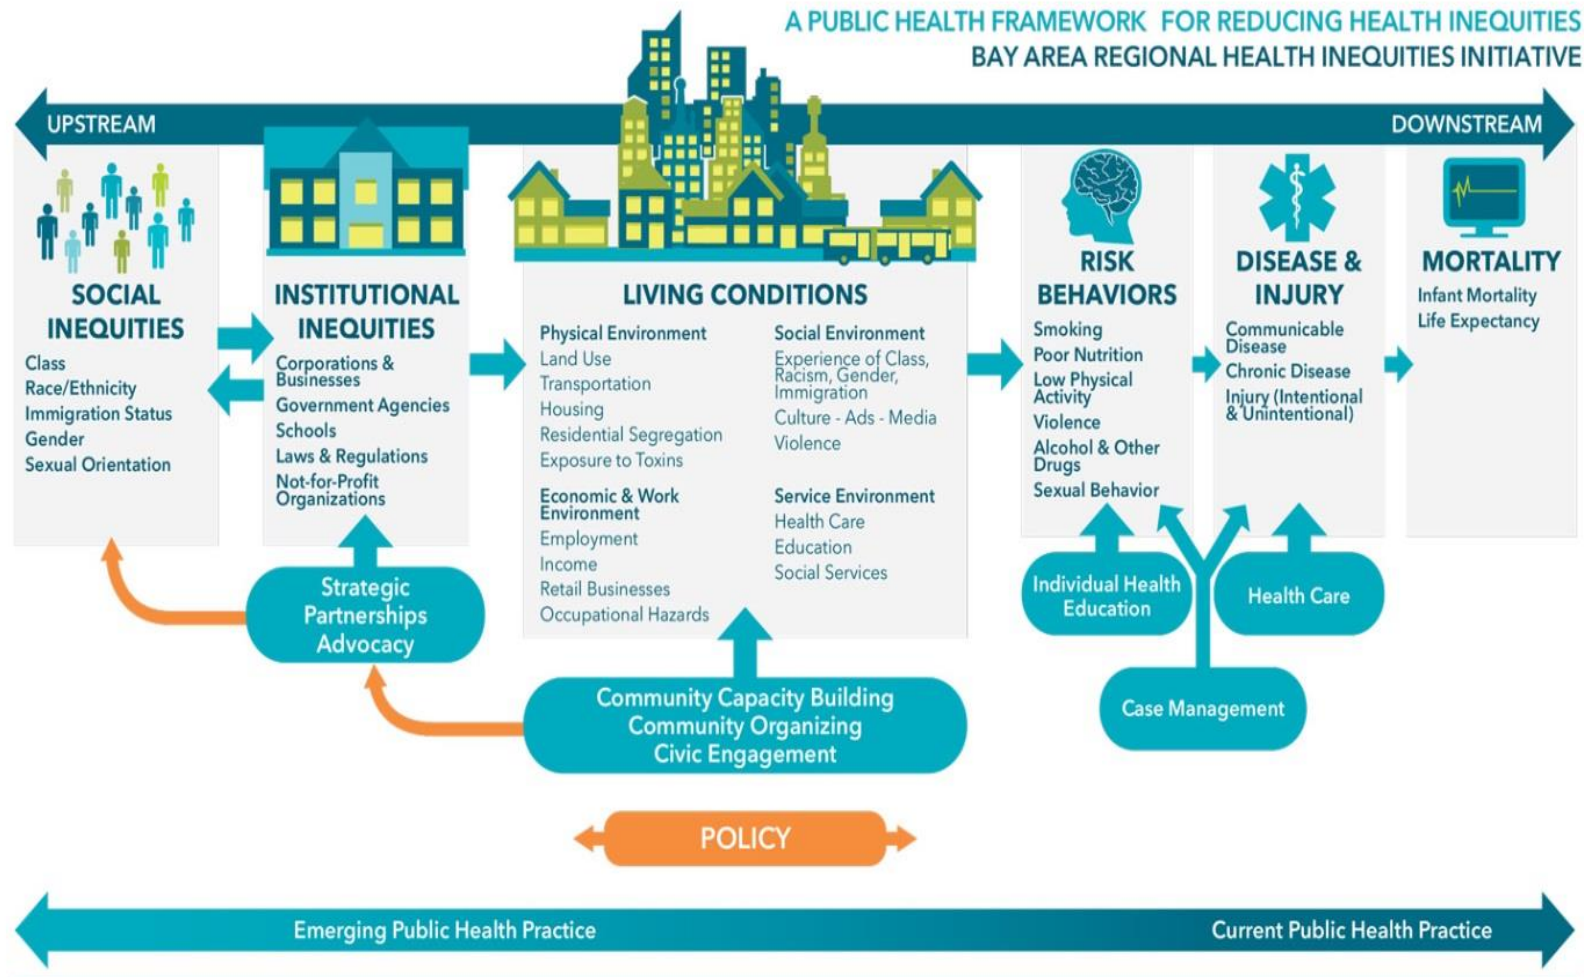 A PUBLIC HEALTH FRAMEWORK FOR REDUCING HEALTH INEQUITIES
BAY AREA REGIONAL HEALTH INEQUITIES INITIATIVE
UPSTREAM
DOWNSTREAM
SOCIAL
INEQUITIES
Class
Race/Ethnicity
Immigration Status
Gender
Sexual Orientation
INSTITUTIONAL
INEQUITIES
Corporations &
Businesses
Government Agencies
Schools
Laws & Regulations
Not-for-Profit
Organizations
LIVING CONDITIONS
Physical Environment
Land Use
Transportation
Housing
Residential Segregation
Exposure to Toxins
Economic & Work
Environment
Employment
Income
Retail Businesses
Occupational Hazards
Social Environment
Experience of Class,
Racism, Gender,
Immigration
Culture - Ads - Media
Violence
Service Environment
Health Care
Education
Social Services
RISK
BEHAVIORS
Smoking
Poor Nutrition
Low Physical
Activity
Violence
Alcohol & Other
Drugs
Sexual Behavior
DISEASE &
INJURY
Communicable
Disease
Chronic Disease
Injury (Intentional
& Unintentional)
MORTALITY
Infant Mortality
Life Expectancy
Strategic
Partnerships
Advocacy
Community Capacity Building
Community Organizing
Civic Engagement
Individual Health
Education
Health Care
Case Management
POLICY
Emerging Public Health Practice
Current Public Health Practice